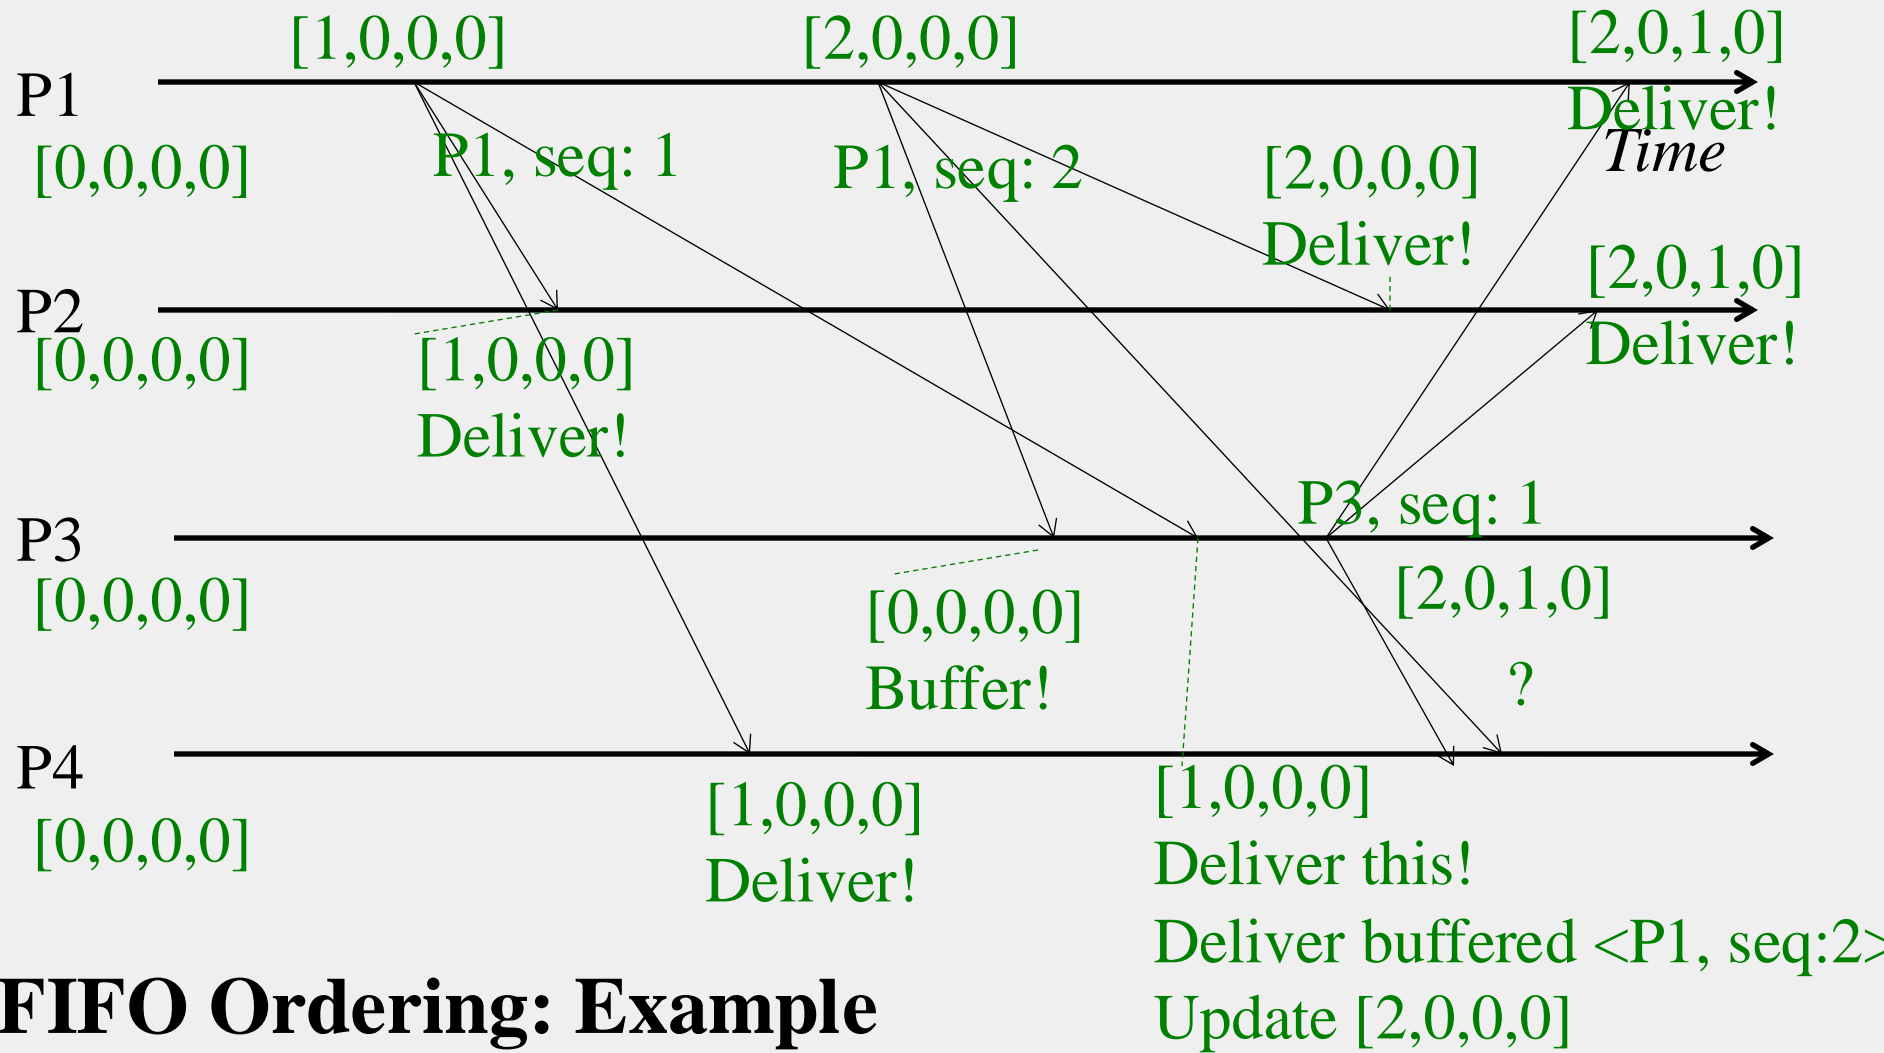 [1,0,0,0]
[2,0,0,0]
[2,0,1,0]
P1
Deliver!
Time
[0,0,0,0]
P1, seq: 1
P1, seq: 2
[2,0,0,0]
Deliver!
[2,0,1,0]
P2
Deliver!
[0,0,0,0]
[1,0,0,0]
Deliver!
P3, seq: 1
P3
[0,0,0,0]
[0,0,0,0]
Buffer!
[2,0,1,0]
?
P4
[0,0,0,0]
[1,0,0,0]
Deliver!
[1,0,0,0]
Deliver this!
Deliver buffered <P1, seq:2>
Update [2,0,0,0]
FIFO Ordering: Example